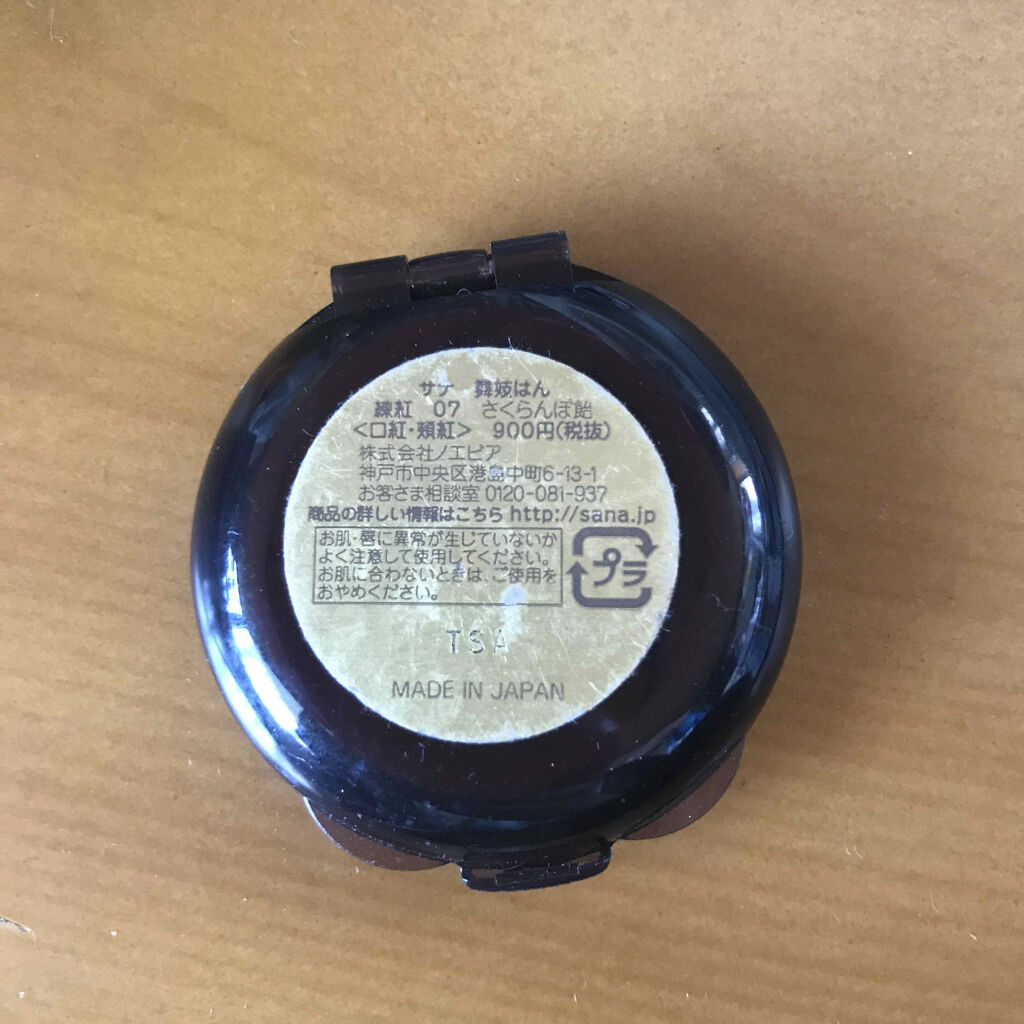 サナ 舞妓はん
練紅 07 さくらんぼ飴
<口紅・頬紅> 900円(税抜)
株式会社ノエビア
神戸市中央区港島中町6-13-1
お客さま相談室 0120-081-937
商品の詳しい情報はこちら http://sana.jp
お肌・唇に異常が生じていないか
よく注意して使用してください。
お肌に合わないときは、ご使用を
おやめください。
プラ
TSA
MADE IN JAPAN